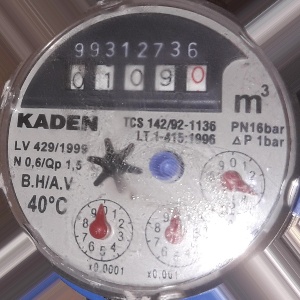 99312736
01090
m³
KADEN
TCS 142/92-1136
PN16bar
LV 429/1999
LT 1-415:1996
△P 1bar
N 0,6/Qp 1,5
B.H/A.V
40°C
x0.0001
x0.001